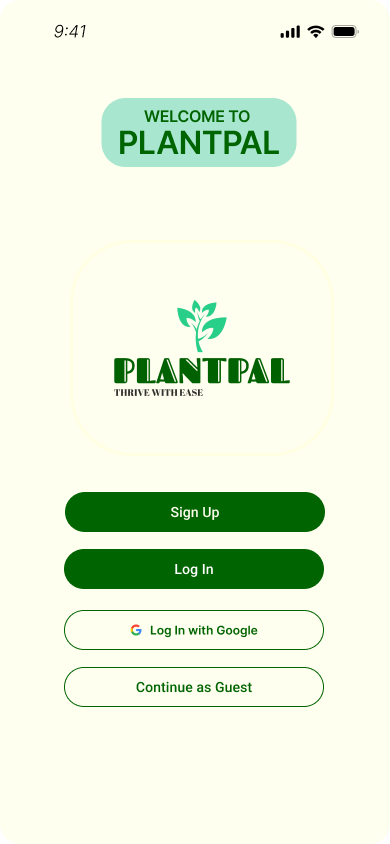 9:41
WELCOME TO
PLANTPAL
PLANTPAL
THRIVE WITH EASE
Sign Up
Log In
Log In with Google
Continue as Guest